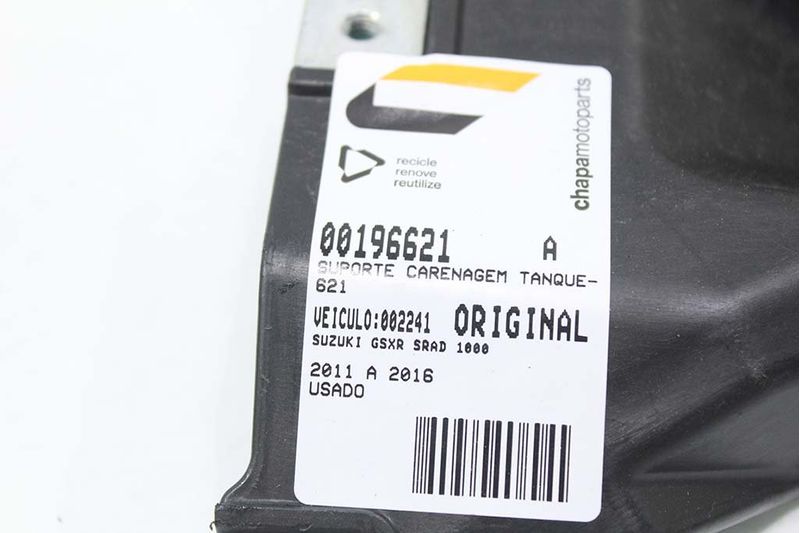 recicle
renove
reutilize
chapamotoparts
00196621 A
SUPORTE CARENAGEM TANQUE-
621
VEICULO:002241 ORIGINAL
SUZUKI GSXR SRAD 1000
2011 A 2016
USADO